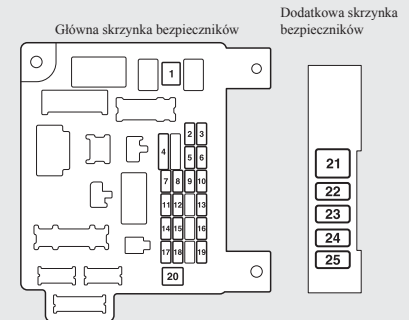 Główna skrzynka bezpieczników
Dodatkowa skrzynka
bezpieczników
1
2 3
4
5 6
7 8 9 10
11 12 13
14 15 16
17 18 19
20
21
22
23
24
25